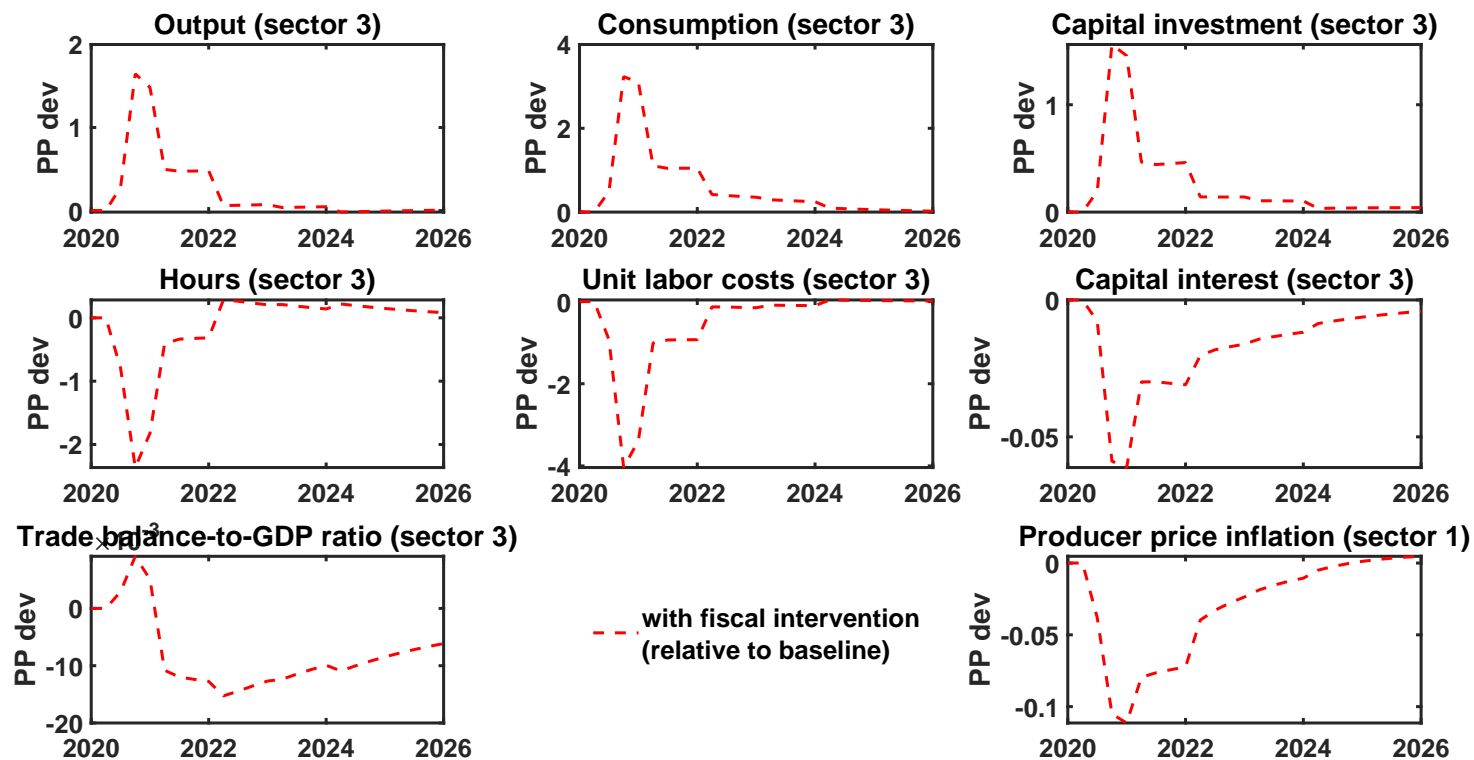 Output (sector 3)
Consumption (sector 3)
Capital investment (sector 3)
PP dev
2
1
0
2020 2022 2024 2026
PP dev
4
2
0
2020 2022 2024 2026
PP dev
1
0
2020 2022 2024 2026
Hours (sector 3)
Unit labor costs (sector 3)
Capital interest (sector 3)
PP dev
0
-1
-2
2020 2022 2024 2026
PP dev
0
-2
-4
2020 2022 2024 2026
PP dev
0
-0.05
2020 2022 2024 2026
Trade balance-to-GDP ratio (sector 3)
×10-3
Producer price inflation (sector 1)
PP dev
0
-10
-20
2020 2022 2024 2026
with fiscal intervention
(relative to baseline)
PP dev
0
-0.05
-0.1
2020 2022 2024 2026